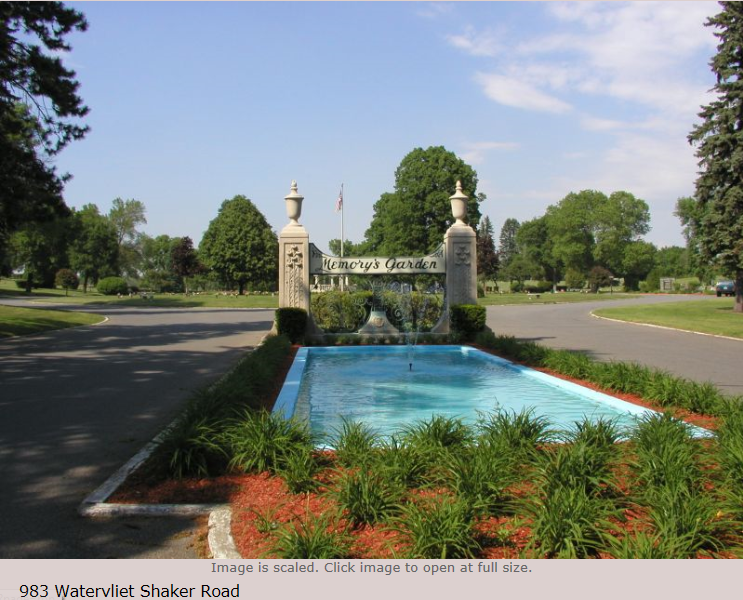 Memory's Garden
Image is scaled. Click image to open at full size.
983 Watervliet Shaker Road